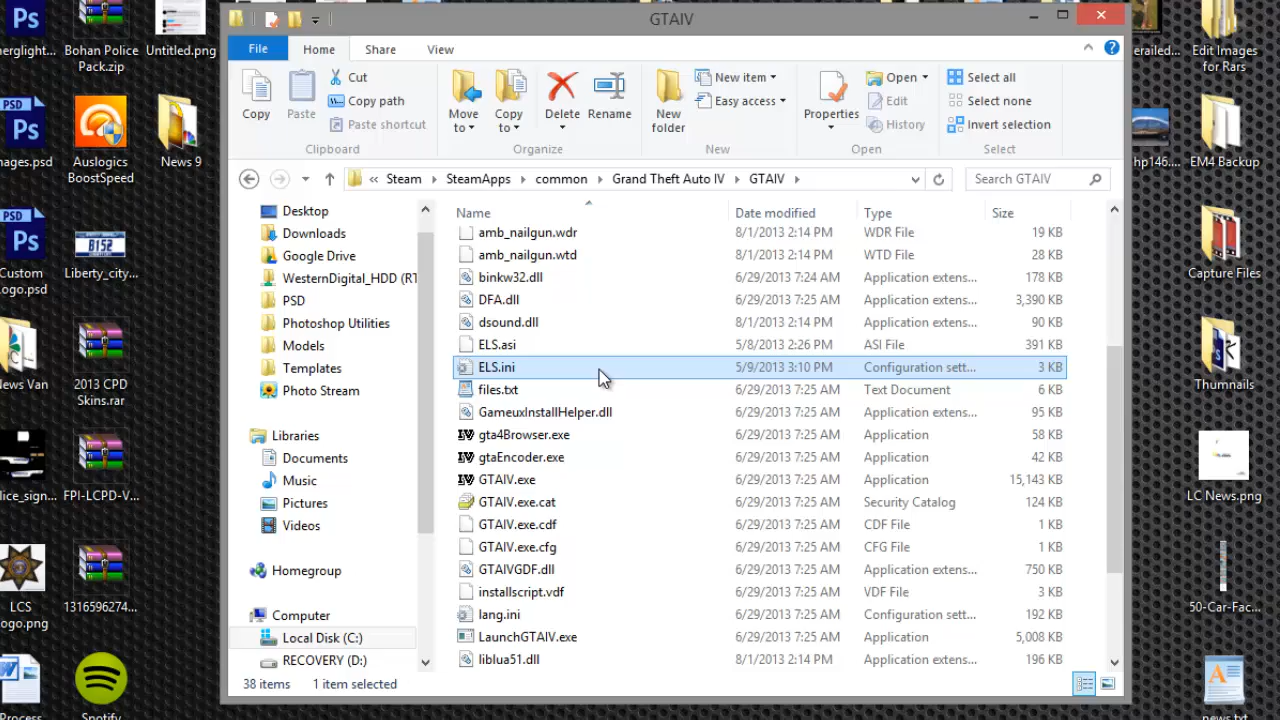 GTAIV
File Home Share View
Copy
Paste
Cut
Copy path
Paste shortcut
Clipboard
Move to
Copy to
Delete
Rename
Organize
New folder
New item
Easy access
New
Properties
Open
Edit
History
Open
Select all
Select none
Invert selection
Select
« Steam SteamApps common Grand Theft Auto IV GTAIV
Search GTAIV
Desktop
Downloads
Google Drive
WesternDigital_HDD (RT
PSD
Photoshop Utilities
Models
Templates
Photo Stream
Libraries
Documents
Music
Pictures
Videos
Homegroup
Computer
Local Disk (C:)
RECOVERY (D:)
Name Date modified Type Size
amb_nailgun.wdr 8/1/2013 2:14 PM WDR File 19 KB
amb_nailgun.wtd 8/1/2013 2:14 PM WTD File 28 KB
binkw32.dll 6/29/2013 7:24 AM Application extens... 178 KB
DFA.dll 6/29/2013 7:25 AM Application extens... 3,390 KB
dsound.dll 8/1/2013 2:14 PM Application extens... 90 KB
ELS.asi 5/8/2013 2:26 PM ASI File 391 KB
ELS.ini 5/9/2013 3:10 PM Configuration sett... 3 KB
files.txt 6/29/2013 7:25 AM Text Document 6 KB
GameuxInstallHelper.dll 6/29/2013 7:25 AM Application extens... 95 KB
gta4Browser.exe 6/29/2013 7:25 AM Application 58 KB
gtaEncoder.exe 6/29/2013 7:25 AM Application 42 KB
GTAIV.exe 6/29/2013 7:25 AM Application 15,143 KB
GTAIV.exe.cat 6/29/2013 7:25 AM Security Catalog 124 KB
GTAIV.exe.cdf 6/29/2013 7:25 AM CDF File 1 KB
GTAIV.exe.cfg 6/29/2013 7:25 AM CFG File 1 KB
GTAIVGDF.dll 6/29/2013 7:25 AM Application extens... 750 KB
installscript.vdf 6/29/2013 7:25 AM VDF File 3 KB
lang.ini 6/29/2013 7:25 AM Configuration sett... 192 KB
LaunchGTAIV.exe 6/29/2013 7:25 AM Application 5,008 KB
liblua51.dll 8/1/2013 2:14 PM Application extens... 196 KB
38 items 1 item selected
Ps
herglight...
Bohan Police
Pack.zip
Untitled.png
PSD
Ps
mages.psd
Auslogics
BoostSpeed
News 9
PSD
Ps
Custom
ogo.psd
B152
Liberty_city...
News Van
2013 CPD
Skins.rar
lice_sign...
FPI-LCPD-V...
LCS
ogo.png
1316596274...
Process
Spotify
erailed...
Edit Images
for Rars
hp146....
EM4 Backup
Capture Files
Thumnails
LC News.png
50-Car-Fac...
news.txt